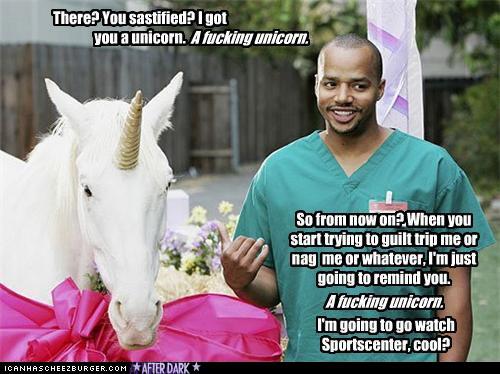 There? You sastified? I got
you a unicorn. A fucking unicorn.
So from now on?, When you
start trying to guilt trip me or
nag me or whatever, I'm just
going to remind you.
A fucking unicorn.
I'm going to go watch
Sportscenter, cool?
ICANHASCHEEZBURGER.COM ★ AFTER DARK ★